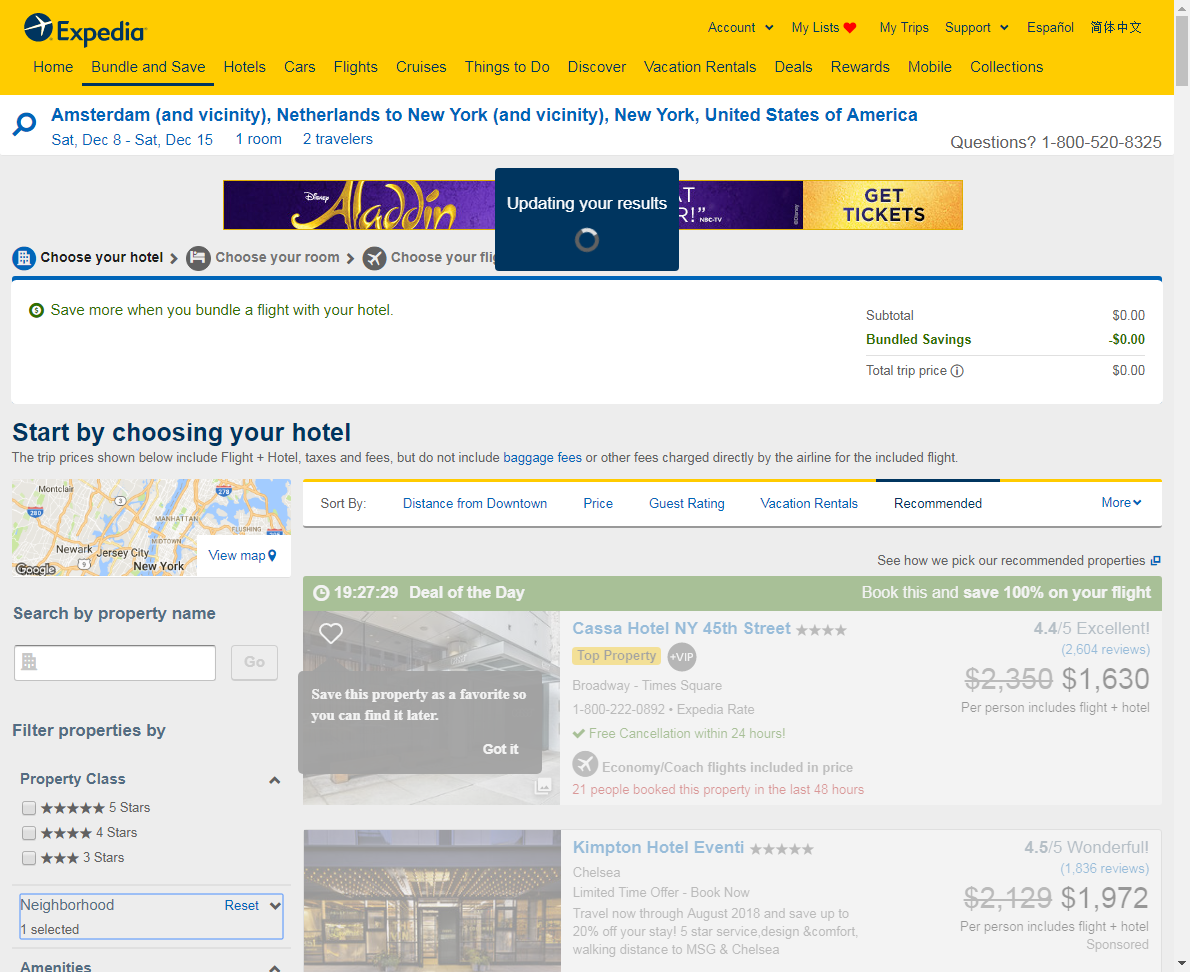 Expedia
Account
My Lists
My Trips
Support
Español
简体中文
Home
Bundle and Save
Hotels
Cars
Flights
Cruises
Things to Do
Discover
Vacation Rentals
Deals
Rewards
Mobile
Collections
Amsterdam (and vicinity), Netherlands to New York (and vicinity), New York, United States of America
Sat, Dec 8 - Sat, Dec 15 1 room 2 travelers
Questions? 1-800-520-8325
Disney
Aladdin
Updating your results
R!” NBC-TV
©Disney
GET
TICKETS
Choose your hotel
Choose your room
Choose your
Save more when you bundle a flight with your hotel.
Subtotal $0.00
Bundled Savings -$0.00
Total trip price $0.00
Start by choosing your hotel
The trip prices shown below include Flight + Hotel, taxes and fees, but do not include baggage fees or other fees charged directly by the airline for the included flight.
Montclair
3
278
280
MANHATTAN
FLUSHING
MIDTOWN
Newark
Jersey City
9
New York
Google
View map
Sort By:
Distance from Downtown
Price
Guest Rating
Vacation Rentals
Recommended
More
See how we pick our recommended properties
Search by property name
Go
Filter properties by
Property Class
5 Stars
4 Stars
3 Stars
Neighborhood
Reset
1 selected
Amenities
19:27:29 Deal of the Day
Book this and save 100% on your flight
Save this property as a favorite so
you can find it later.
Got it
Cassa Hotel NY 45th Street
Top Property
+VIP
Broadway - Times Square
1-800-222-0892 • Expedia Rate
Free Cancellation within 24 hours!
Economy/Coach flights included in price
21 people booked this property in the last 48 hours
4.4/5 Excellent!
(2,604 reviews)
$2,350 $1,630
Per person includes flight + hotel
Kimpton Hotel Eventi
Chelsea
Limited Time Offer - Book Now
Travel now through August 2018 and save up to
20% off your stay! 5 star service,design &comfort,
walking distance to MSG & Chelsea
4.5/5 Wonderful!
(1,836 reviews)
$2,129 $1,972
Per person includes flight + hotel
Sponsored